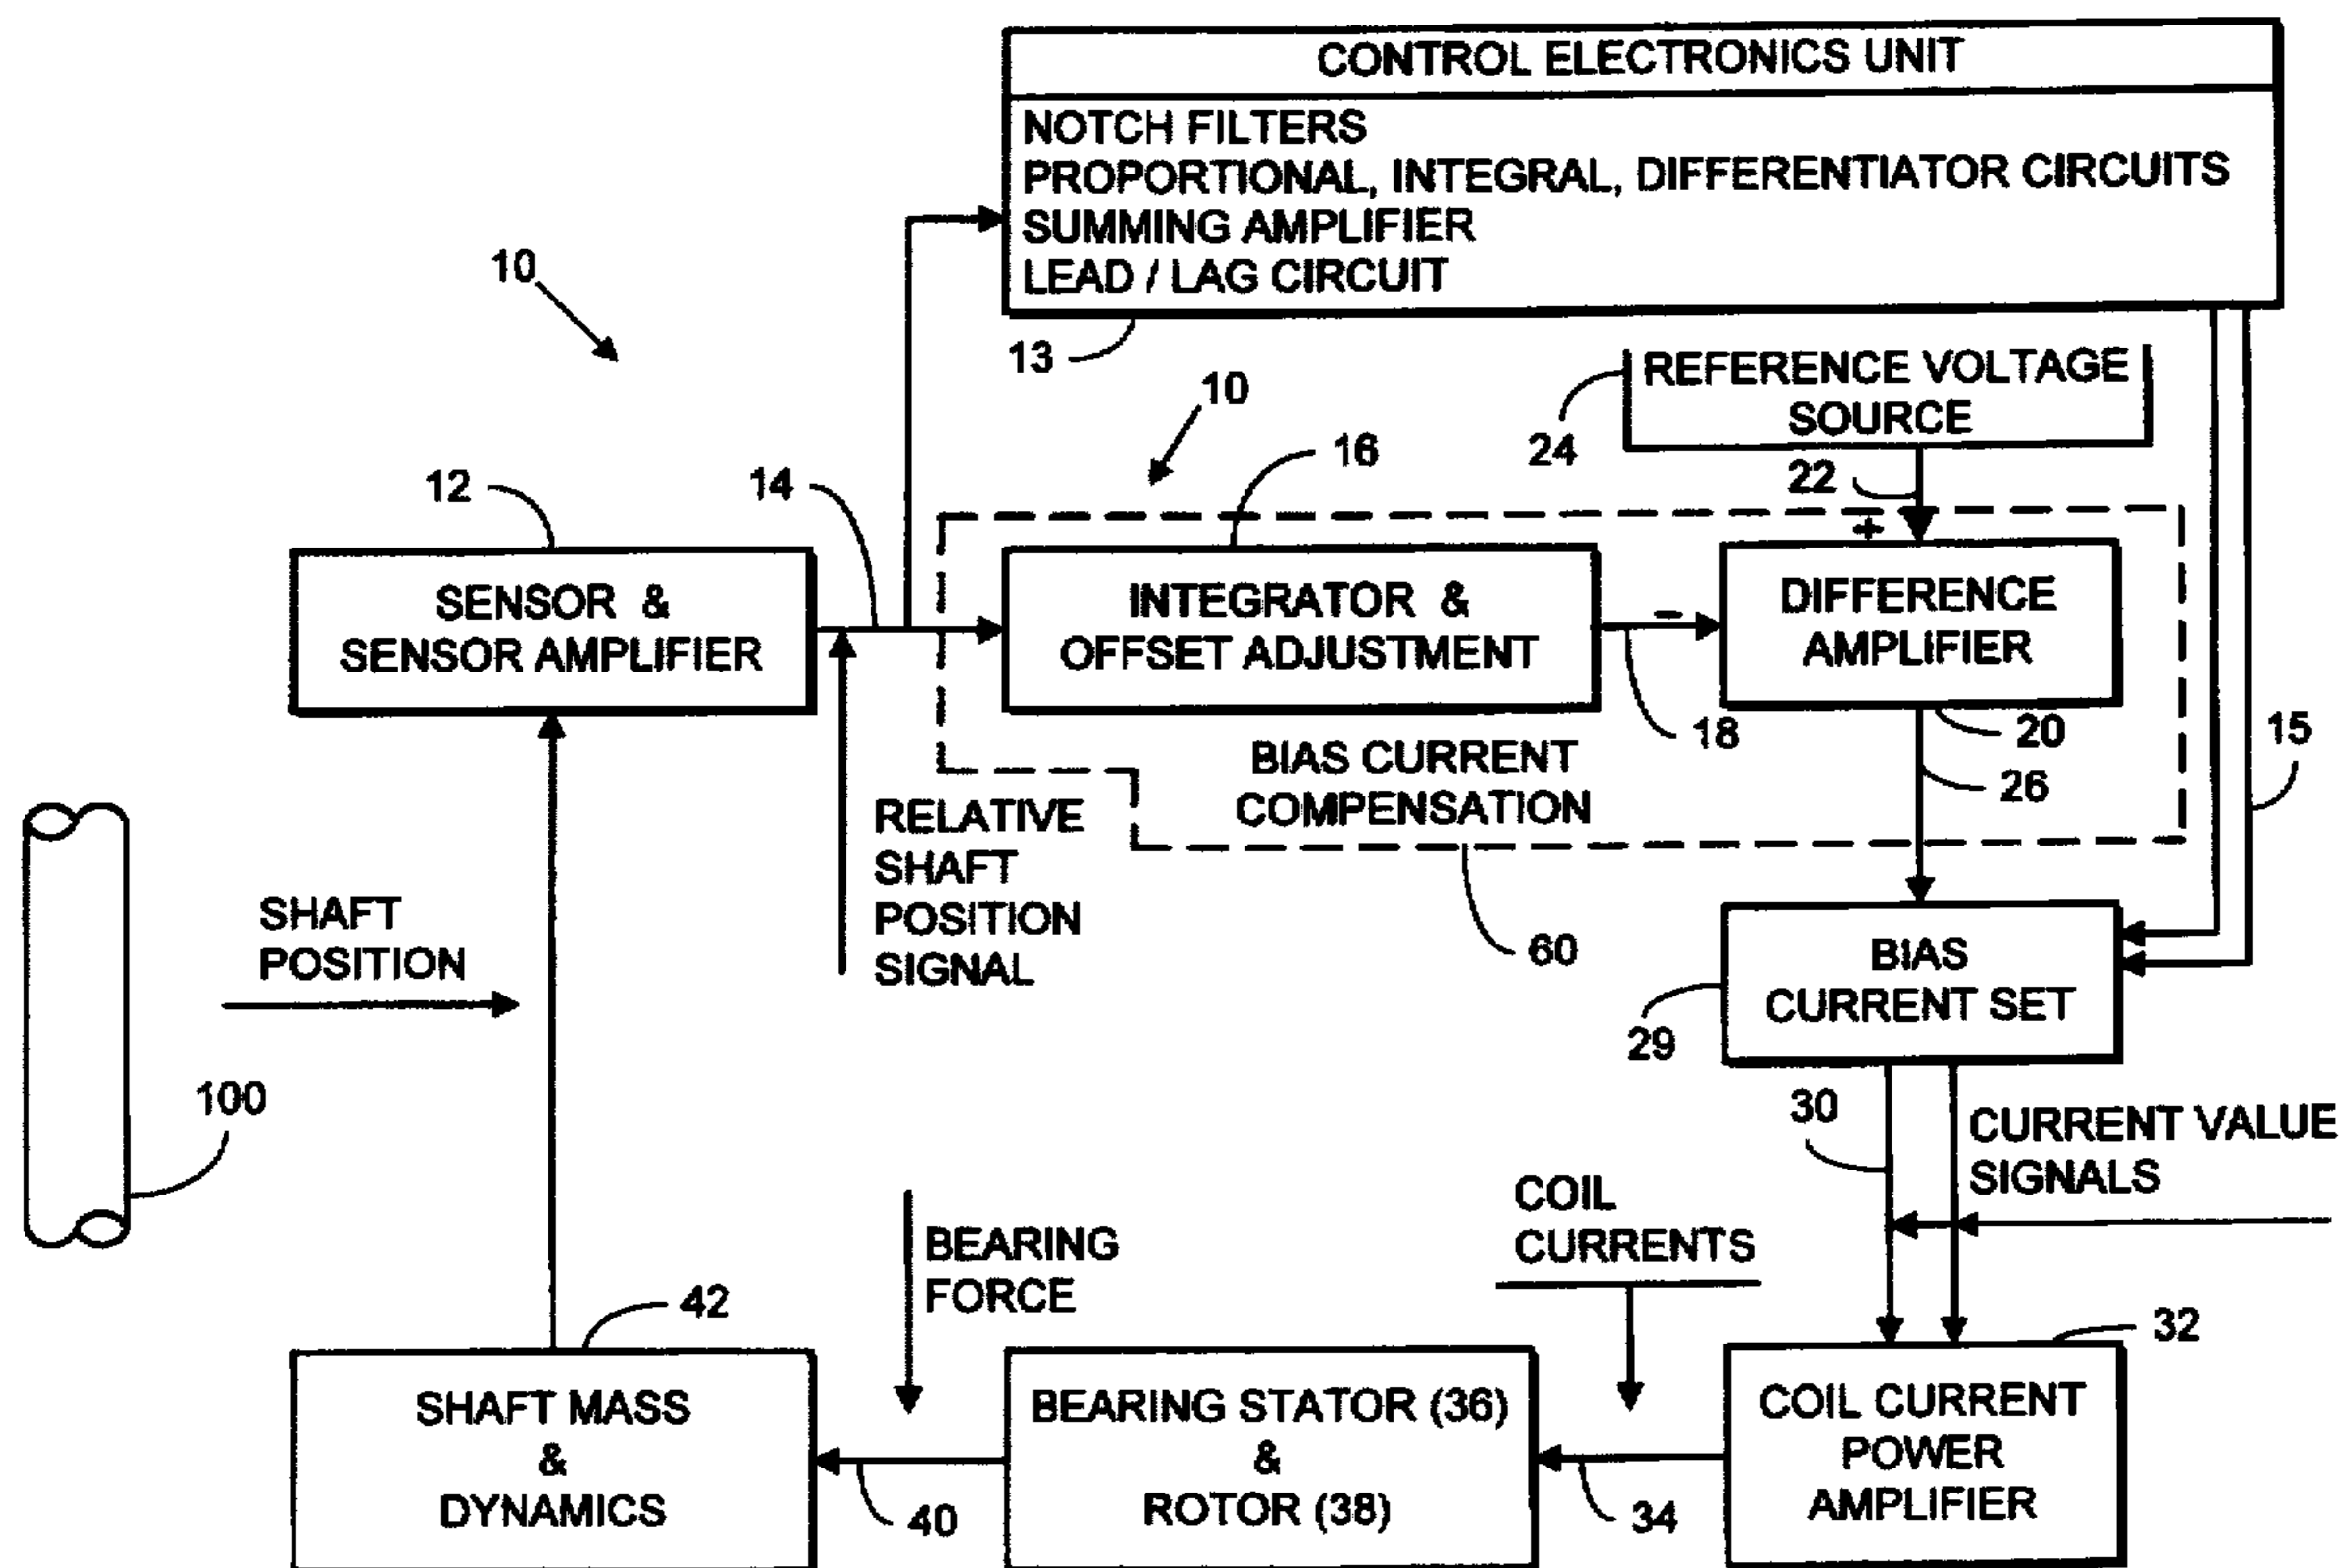 CONTROL ELECTRONICS UNIT
NOTCH FILTERS
PROPORTIONAL, INTEGRAL, DIFFERENTIATOR CIRCUITS
SUMMING AMPLIFIER
LEAD / LAG CIRCUIT
10
13
10
REFERENCE VOLTAGE
SOURCE
24
22
12
14
16
+
SENSOR &
SENSOR AMPLIFIER
INTEGRATOR &
OFFSET ADJUSTMENT
-
DIFFERENCE
AMPLIFIER
18
20
15
26
BIAS CURRENT
COMPENSATION
RELATIVE
SHAFT
POSITION
SIGNAL
60
SHAFT
POSITION
BIAS
CURRENT SET
29
100
30
CURRENT VALUE
SIGNALS
COIL
CURRENTS
BEARING
FORCE
42
32
SHAFT MASS
&
DYNAMICS
BEARING STATOR (36)
&
ROTOR (38)
COIL CURRENT
POWER
AMPLIFIER
40
34